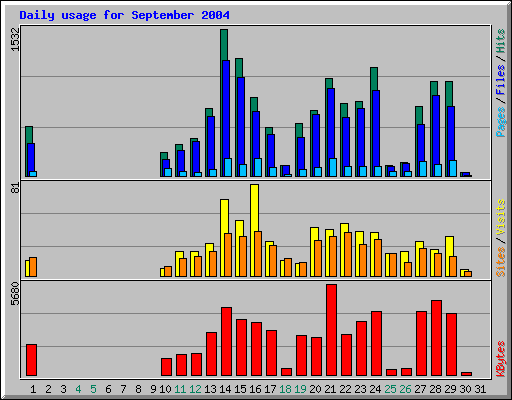 Daily usage for September 2004
1532
Pages / Files / Hits
81
Sites / Visits
5680
KBytes
1 2 3 4 5 6 7 8 9 10 11 12 13 14 15 16 17 18 19 20 21 22 23 24 25 26 27 28 29 30 31